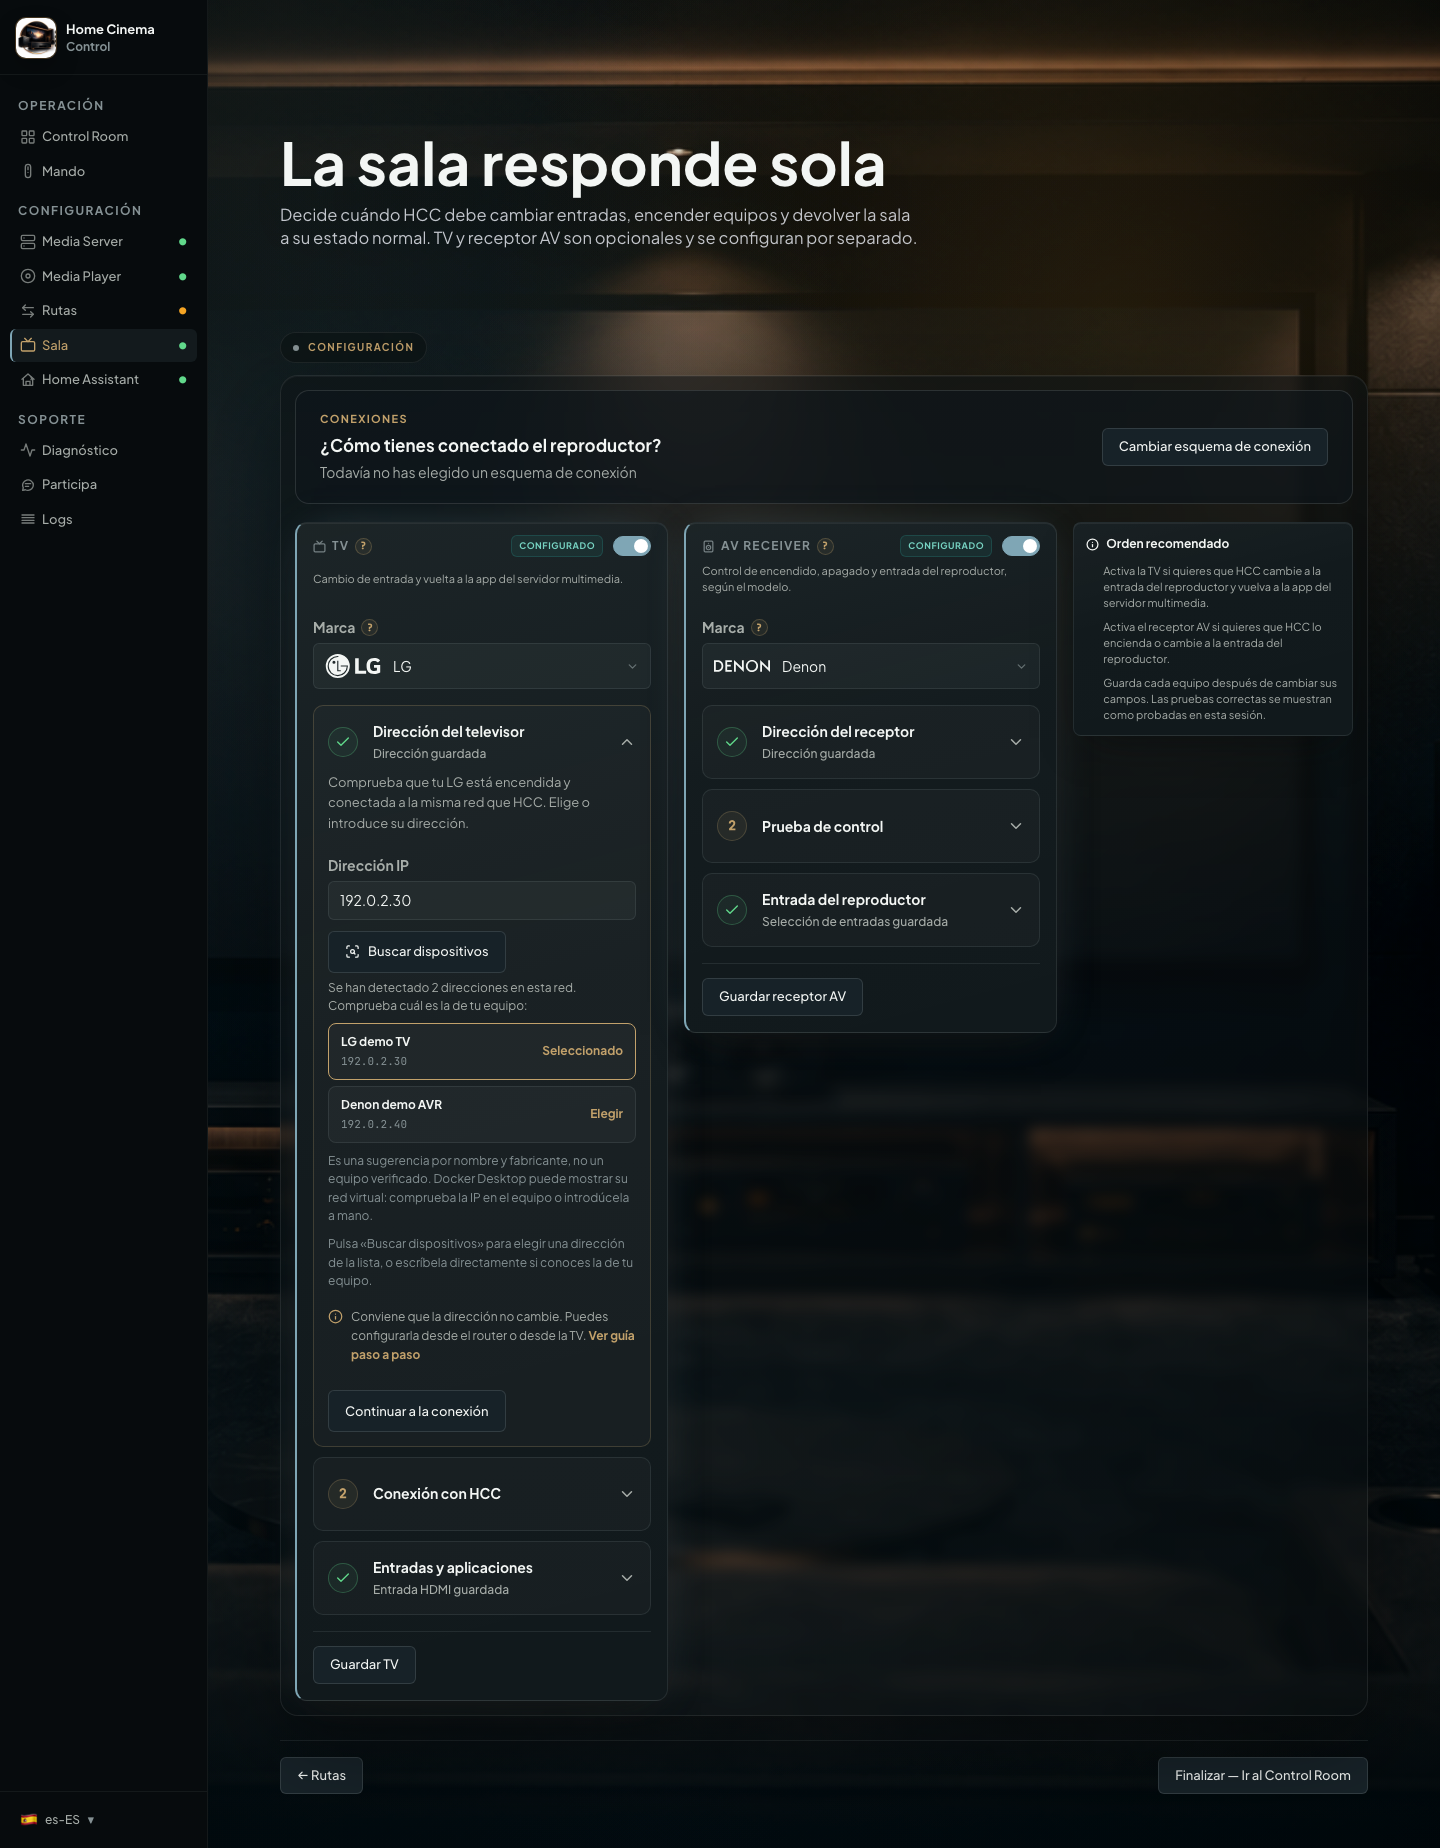 Home Cinema
Control
OPERACIÓN
Control Room
Mando
CONFIGURACIÓN
Media Server
Media Player
Rutas
Sala
Home Assistant
SOPORTE
Diagnóstico
Participa
Logs
es-ES
La sala responde sola
Decide cuándo HCC debe cambiar entradas, encender equipos y devolver la sala
a su estado normal. TV y receptor AV son opcionales y se configuran por separado.
CONFIGURACIÓN
CONEXIONES
¿Cómo tienes conectado el reproductor?
Todavía no has elegido un esquema de conexión
Cambiar esquema de conexión
TV ? CONFIGURADO
Cambio de entrada y vuelta a la app del servidor multimedia.
Marca ?
LG LG
Dirección del televisor
Dirección guardada
Comprueba que tu LG está encendida y
conectada a la misma red que HCC. Elige o
introduce su dirección.
Dirección IP
192.0.2.30
Buscar dispositivos
Se han detectado 2 direcciones en esta red.
Comprueba cuál es la de tu equipo:
LG demo TV
192.0.2.30
Seleccionado
Denon demo AVR
192.0.2.40
Elegir
Es una sugerencia por nombre y fabricante, no un
equipo verificado. Docker Desktop puede mostrar su
red virtual: comprueba la IP en el equipo o introdúcela
a mano.
Pulsa «Buscar dispositivos» para elegir una dirección
de la lista, o escríbela directamente si conoces la de tu
equipo.
Conviene que la dirección no cambie. Puedes
configurarla desde el router o desde la TV. Ver guía
paso a paso
Continuar a la conexión
2 Conexión con HCC
Entradas y aplicaciones
Entrada HDMI guardada
Guardar TV
AV RECEIVER ? CONFIGURADO
Control de encendido, apagado y entrada del reproductor,
según el modelo.
Marca ?
DENON Denon
Dirección del receptor
Dirección guardada
2 Prueba de control
Entrada del reproductor
Selección de entradas guardada
Guardar receptor AV
Orden recomendado
Activa la TV si quieres que HCC cambie a la
entrada del reproductor y vuelva a la app del
servidor multimedia.
Activa el receptor AV si quieres que HCC lo
encienda o cambie a la entrada del
reproductor.
Guarda cada equipo después de cambiar sus
campos. Las pruebas correctas se muestran
como probadas en esta sesión.
← Rutas
Finalizar — Ir al Control Room